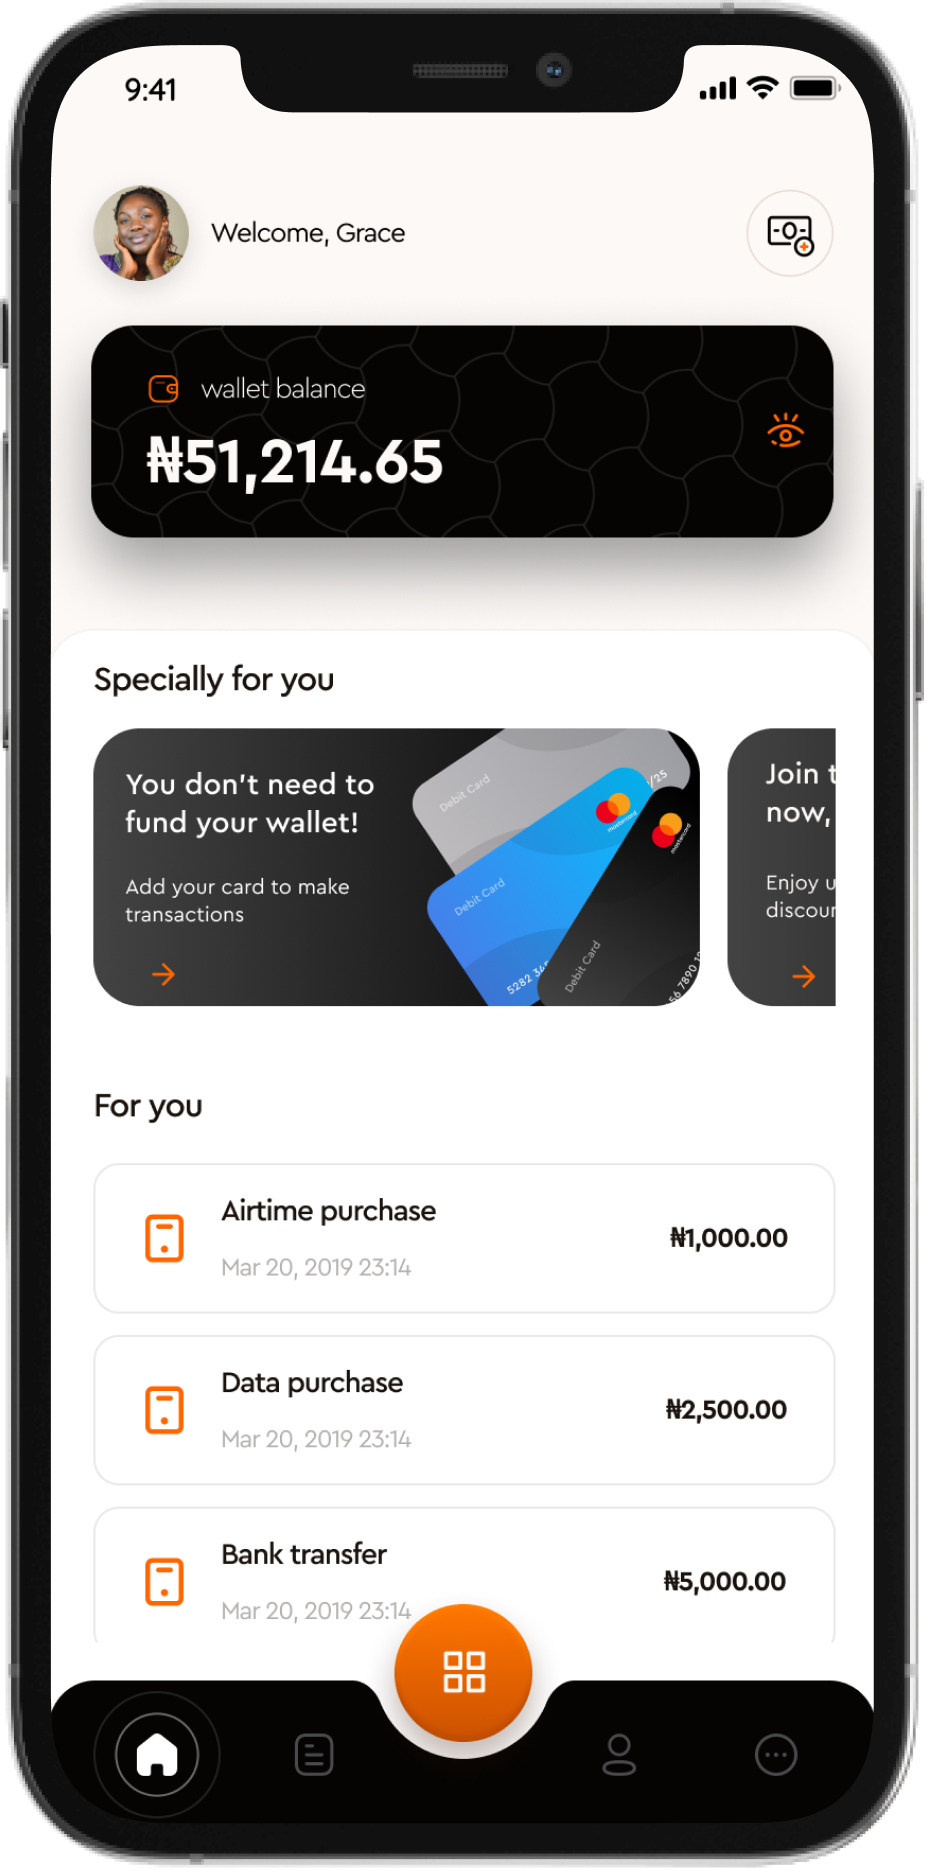 9:41
Welcome, Grace
wallet balance
₦51,214.65
Specially for you
You don't need to
fund your wallet!
Add your card to make
transactions
Debit Card
/25
mastercard
Debit Card
5282 34
mastercard
Debit Card
56 7890 1
Join t
now,
Enjoy u
discour
For you
Airtime purchase
Mar 20, 2019 23:14
₦1,000.00
Data purchase
Mar 20, 2019 23:14
₦2,500.00
Bank transfer
Mar 20, 2019 23:14
₦5,000.00